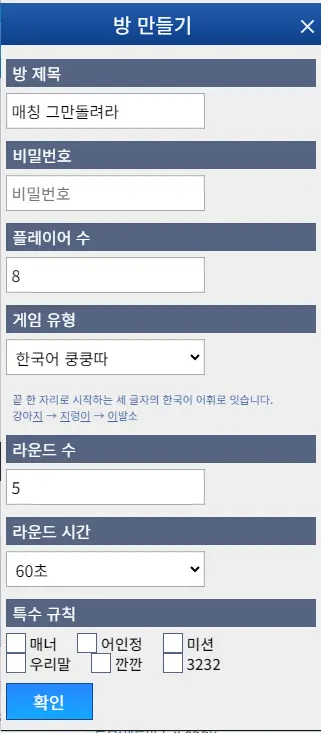 방 만들기 ×
방 제목
매칭 그만돌려라
비밀번호
비밀번호
플레이어 수
8
게임 유형
한국어 쿵쿵따
끝 한 자리로 시작하는 세 글자의 한국어 어휘로 잇습니다.
강아지 → 지렁이 → 이발소
라운드 수
5
라운드 시간
60초
특수 규칙
매너 어인정 미션
우리말 깐깐 3232
확인